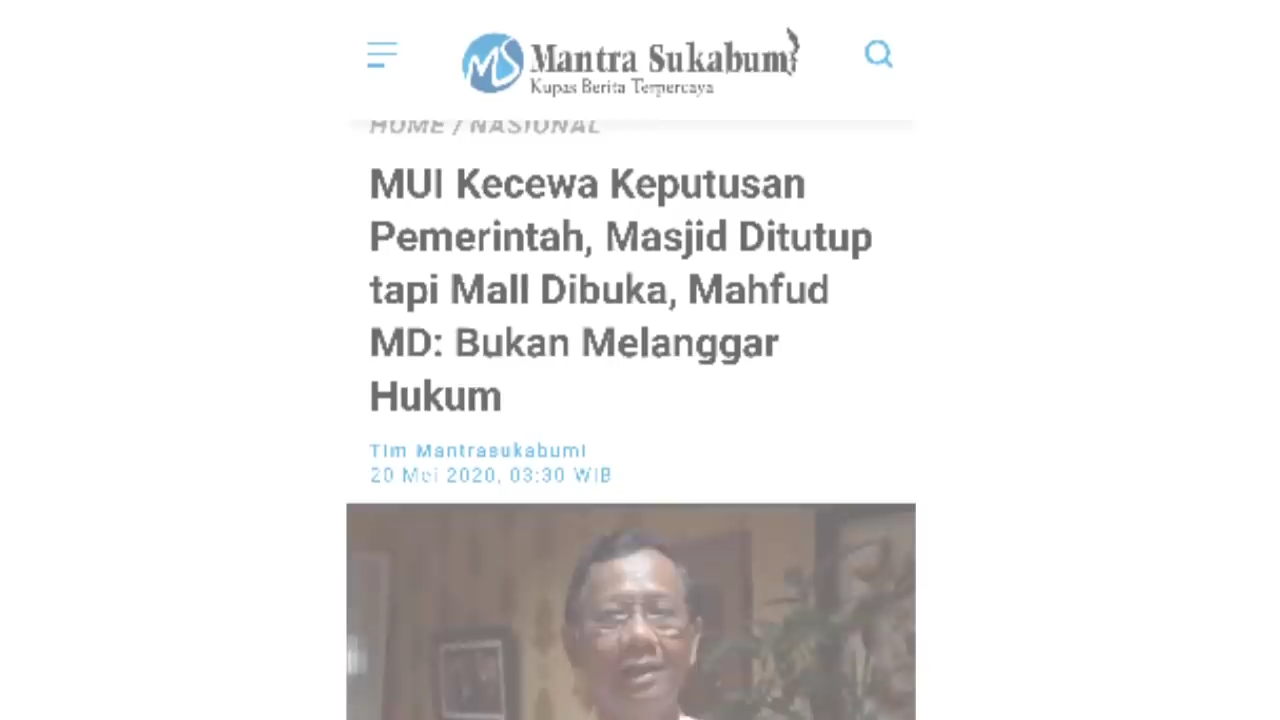 Mantra Sukabumi
Kupas Berita Terpercaya
HOME / NASIONAL
MUI Kecewa Keputusan
Pemerintah, Masjid Ditutup
tapi Mall Dibuka, Mahfud
MD: Bukan Melanggar
Hukum
Tim Mantrasukabumi
20 Mei 2020, 03:30 WIB